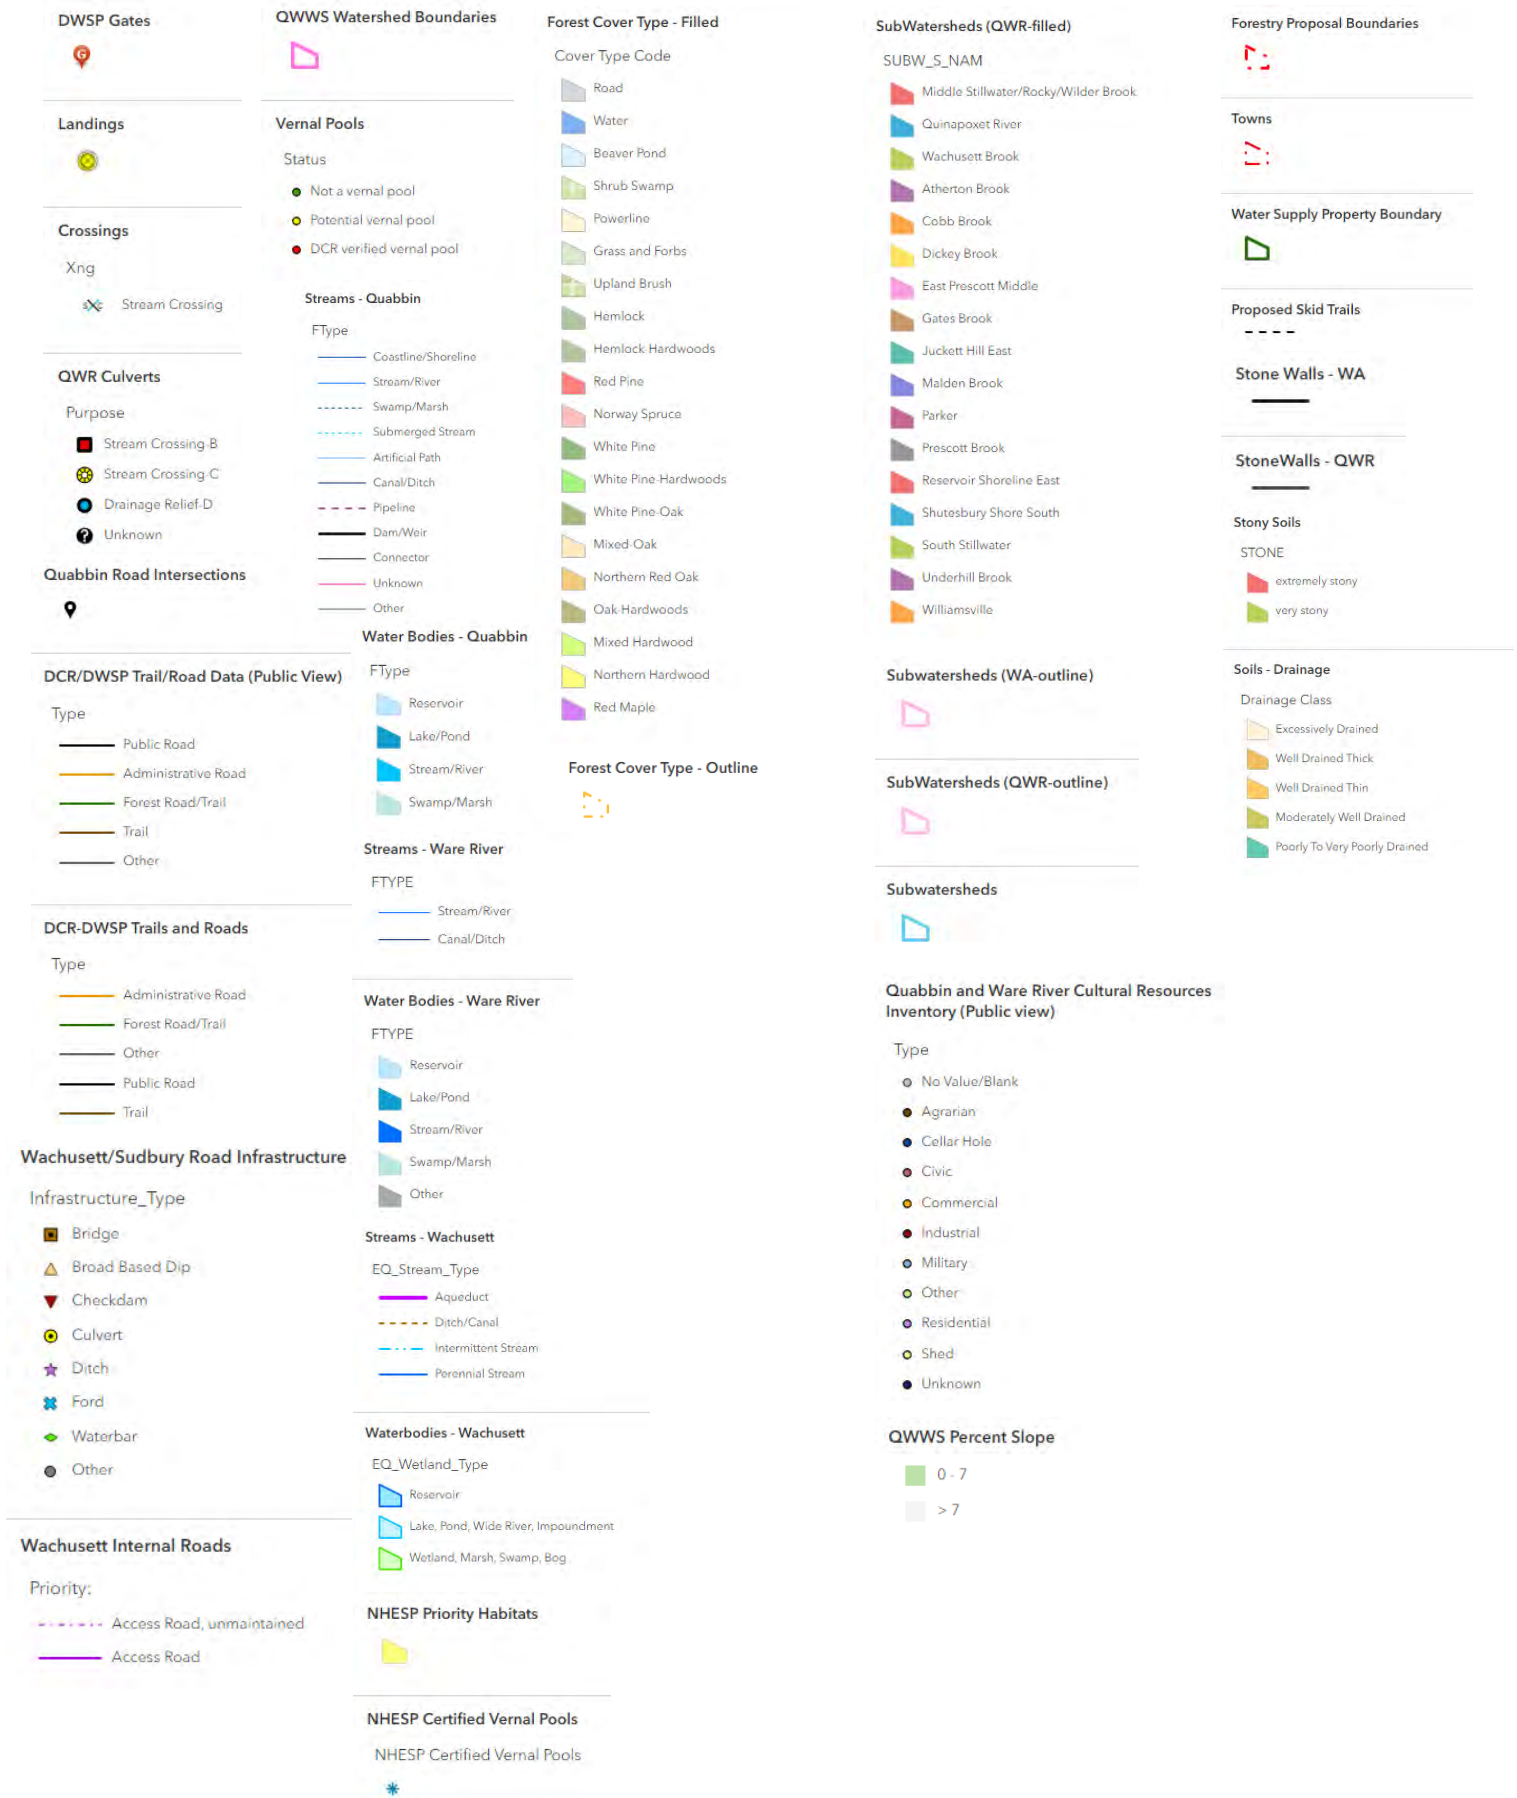 DWSP Gates
G
Landings
Crossings
Xng
Stream Crossing
QWR Culverts
Purpose
Stream Crossing-B
Stream Crossing-C
Drainage Relief-D
?
Unknown
Quabbin Road Intersections
DCR/DWSP Trail/Road Data (Public View)
Type
Public Road
Administrative Road
Forest Road/Trail
Trail
Other
DCR-DWSP Trails and Roads
Type
Administrative Road
Forest Road/Trail
Other
Public Road
Trail
Wachusett/Sudbury Road Infrastructure
Infrastructure_Type
Bridge
Broad Based Dip
Checkdam
Culvert
Ditch
Ford
Waterbar
Other
Wachusett Internal Roads
Priority:
Access Road, unmaintained
Access Road
QWWS Watershed Boundaries
Vernal Pools
Status
Not a vernal pool
Potential vernal pool
DCR verified vernal pool
Streams - Quabbin
FType
Coastline/Shoreline
Stream/River
Swamp/Marsh
Submerged Stream
Artificial Path
Canal/Ditch
Pipeline
Dam/Weir
Connector
Unknown
Other
Water Bodies - Quabbin
FType
Reservoir
Lake/Pond
Stream/River
Swamp/Marsh
Streams - Ware River
FTYPE
Stream/River
Canal/Ditch
Water Bodies - Ware River
FTYPE
Reservoir
Lake/Pond
Stream/River
Swamp/Marsh
Other
Streams - Wachusett
EQ_Stream_Type
Aqueduct
Ditch/Canal
Intermittent Stream
Perennial Stream
Waterbodies - Wachusett
EQ_Wetland_Type
Reservoir
Lake, Pond, Wide River, Impoundment
Wetland, Marsh, Swamp, Bog
NHESP Priority Habitats
NHESP Certified Vernal Pools
NHESP Certified Vernal Pools
Forest Cover Type - Filled
Cover Type Code
Road
Water
Beaver Pond
Shrub Swamp
Powerline
Grass and Forbs
Upland Brush
Hemlock
Hemlock Hardwoods
Red Pine
Norway Spruce
White Pine
White Pine-Hardwoods
White Pine-Oak
Mixed-Oak
Northern Red Oak
Oak-Hardwoods
Mixed Hardwood
Northern Hardwood
Red Maple
Forest Cover Type - Outline
SubWatersheds (QWR-filled)
SUBW_S_NAM
Middle Stillwater/Rocky/Wilder Brook
Quinapoxet River
Wachusett Brook
Atherton Brook
Cobb Brook
Dickey Brook
East Prescott Middle
Gates Brook
Juckett Hill East
Malden Brook
Parker
Prescott Brook
Reservoir Shoreline East
Shutesbury Shore South
South Stillwater
Underhill Brook
Williamsville
Subwatersheds (WA-outline)
SubWatersheds (QWR-outline)
Subwatersheds
Quabbin and Ware River Cultural Resources
Inventory (Public view)
Type
No Value/Blank
Agrarian
Cellar Hole
Civic
Commercial
Industrial
Military
Other
Residential
Shed
Unknown
QWWS Percent Slope
0 - 7
> 7
Forestry Proposal Boundaries
Towns
Water Supply Property Boundary
Proposed Skid Trails
Stone Walls - WA
StoneWalls - QWR
Stony Soils
STONE
extremely stony
very stony
Soils - Drainage
Drainage Class
Excessively Drained
Well Drained Thick
Well Drained Thin
Moderately Well Drained
Poorly To Very Poorly Drained